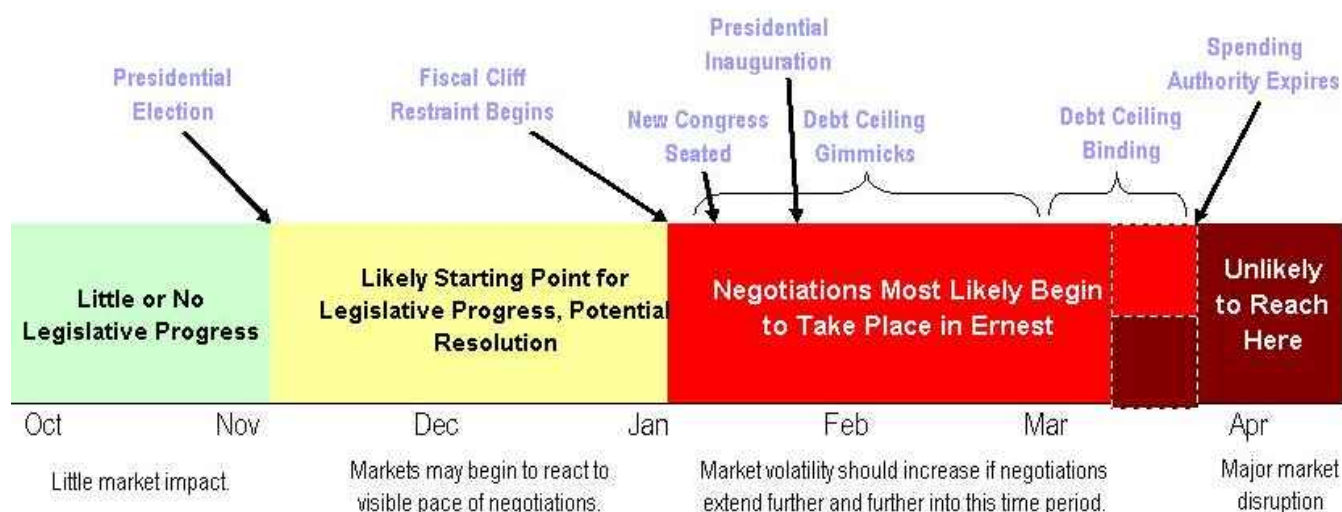 Presidential
Election
Fiscal Cliff
Restraint Begins
New Congress
Seated
Presidential
Inauguration
Debt Ceiling
Gimmicks
Debt Ceiling
Binding
Spending
Authority Expires
Little or No
Legislative Progress
Likely Starting Point for
Legislative Progress, Potential
Resolution
Negotiations Most Likely Begin
to Take Place in Ernest
Unlikely
to Reach
Here
Oct
Nov
Dec
Jan
Feb
Mar
Apr
Little market impact.
Markets may begin to react to
visible pace of negotiations.
Market volatility should increase if negotiations
extend further and further into this time period.
Major market
disruption